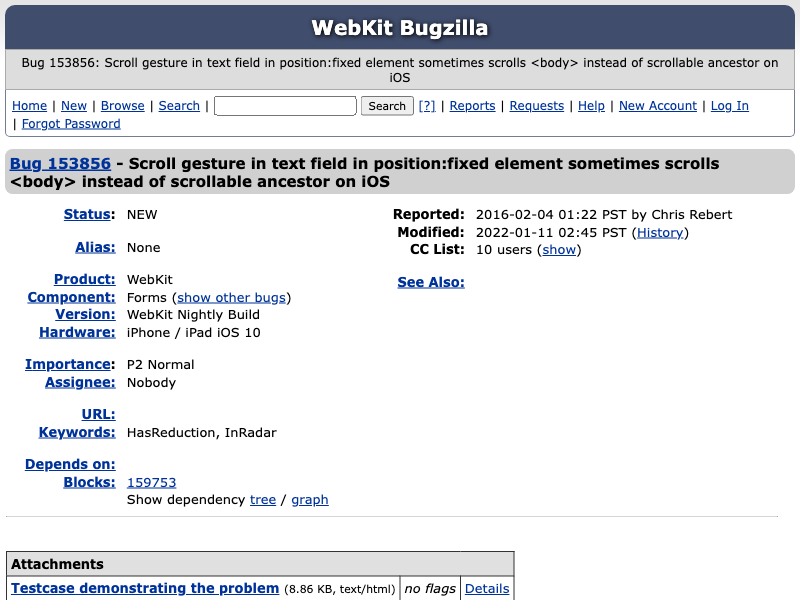 WebKit Bugzilla
Bug 153856: Scroll gesture in text field in position:fixed element sometimes scrolls <body> instead of scrollable ancestor on
iOS
Home | New | Browse | Search | Search [?] | Reports | Requests | Help | New Account | Log In
| Forgot Password
Bug 153856 - Scroll gesture in text field in position:fixed element sometimes scrolls
<body> instead of scrollable ancestor on iOS
Status: NEW
Alias: None
Product: WebKit
Component: Forms (show other bugs)
Version: WebKit Nightly Build
Hardware: iPhone / iPad iOS 10
Importance: P2 Normal
Assignee: Nobody
URL:
Keywords: HasReduction, InRadar
Depends on:
Blocks: 159753
Show dependency tree / graph
Reported: 2016-02-04 01:22 PST by Chris Rebert
Modified: 2022-01-11 02:45 PST (History)
CC List: 10 users (show)
See Also:
Attachments
Testcase demonstrating the problem (8.86 KB, text/html) no flags Details